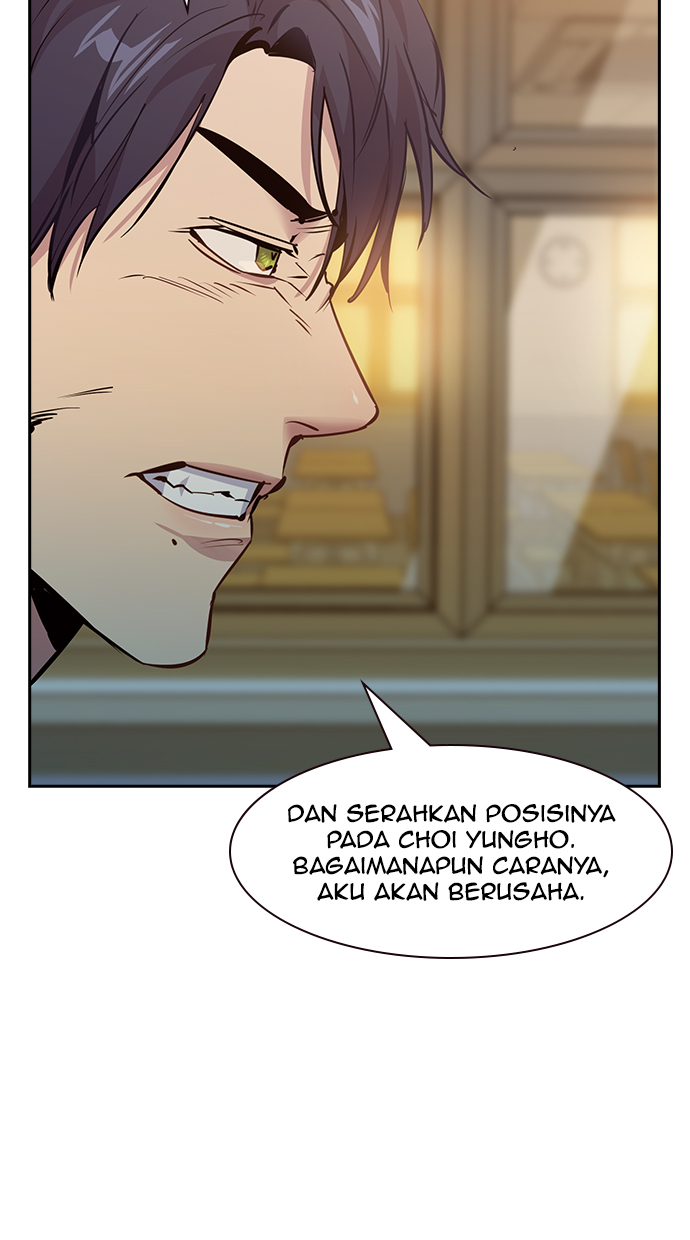 DAN SERAHKAN POSISINYA
PADA CHOI YUNGHO.
BAGAIMANAPUN CARANYA,
AKU AKAN BERUSAHA.